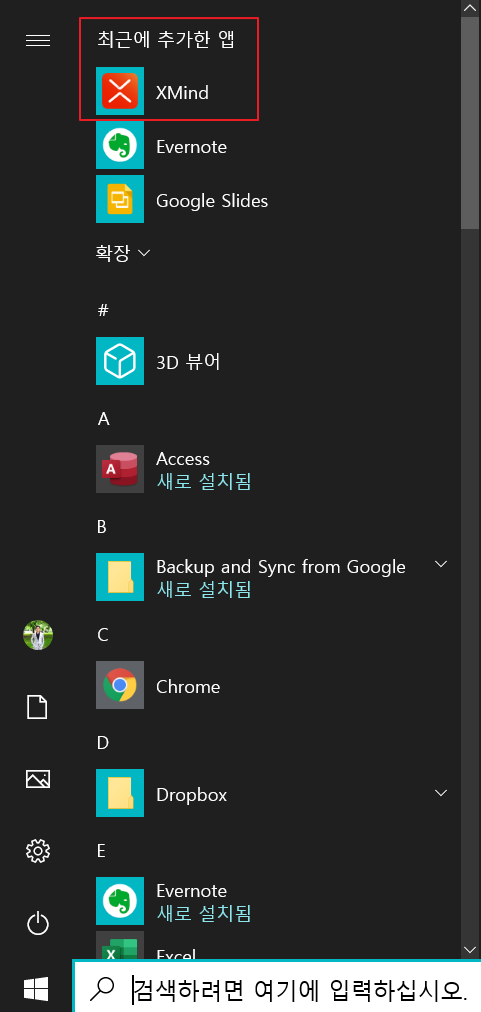 최근에 추가한 앱
XMind
Evernote
Google Slides
확장
#
3D 뷰어
A
Access
새로 설치됨
B
Backup and Sync from Google
새로 설치됨
C
Chrome
D
Dropbox
E
Evernote
새로 설치됨
Excel
검색하려면 여기에 입력하십시오.